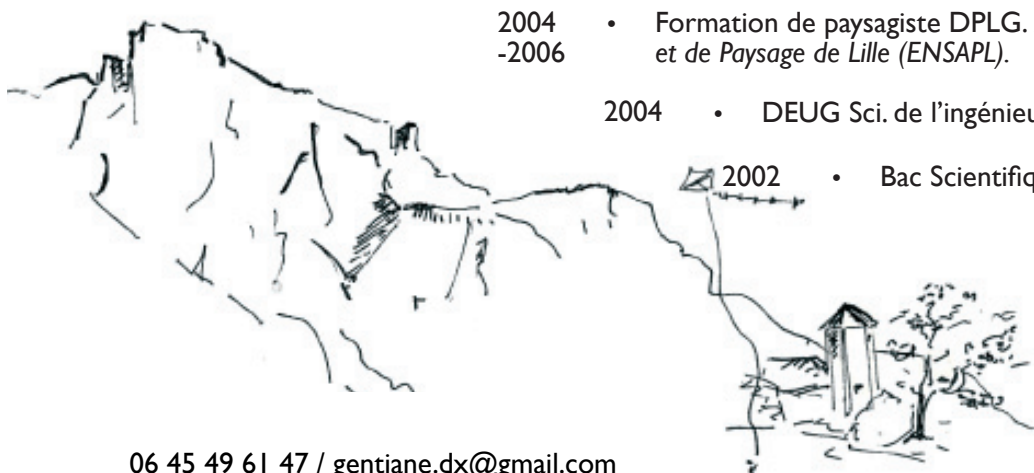 2004 • Formation de paysagiste DPLG.
-2006 et de Paysage de Lille (ENSAPL).
2004 • DEUG Sci. de l'ingénieu
2002 • Bac Scientifiq
06 45 49 61 47 / gentiane.dx@gmail.com